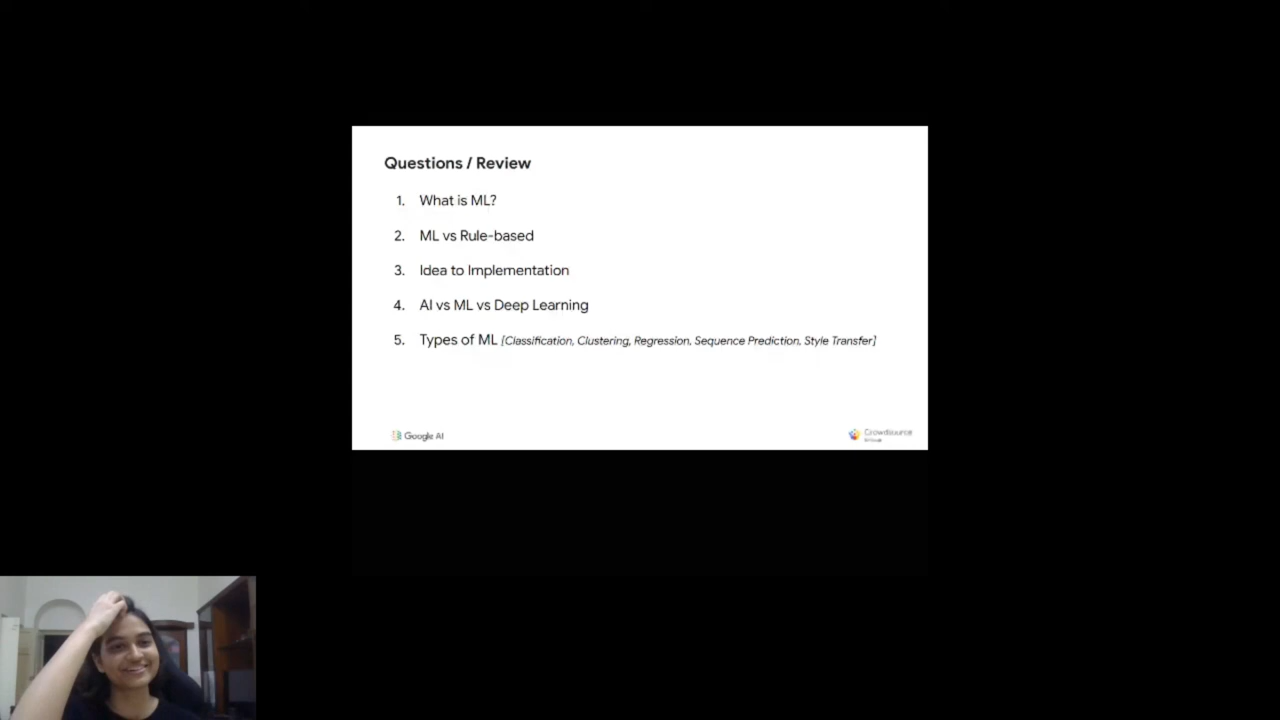 Questions / Review
1. What is ML?
2. ML vs Rule-based
3. Idea to Implementation
4. AI vs ML vs Deep Learning
5. Types of ML [Classification, Clustering, Regression, Sequence Prediction, Style Transfer]
Google AI
Crowdsource